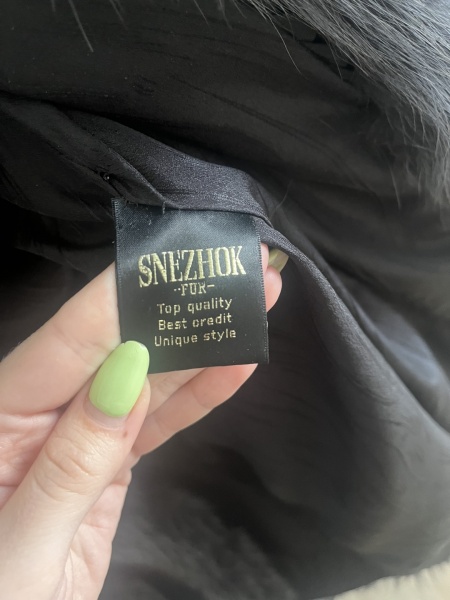 SNEZHOK
-FUR-
Top quality
Best credit
Unique style